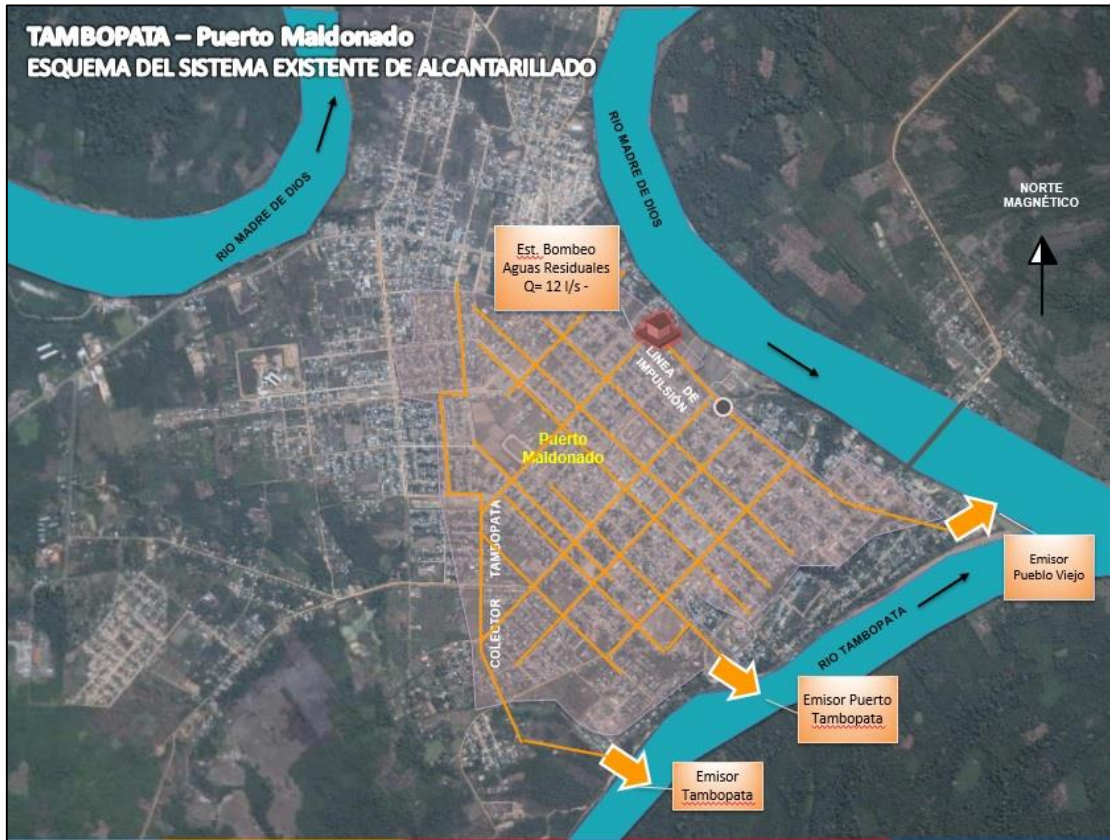 TAMBOPATA – Puerto Maldonado
ESQUEMA DEL SISTEMA EXISTENTE DE ALCANTARILLADO
RIO MADRE DE DIOS
RIO MADRE DE DIOS
NORTE
MAGNÉTICO
Est. Bombeo
Aguas Residuales
Q= 12 l/s -
LINEA DE
IMPULSIÓN
Puerto
Maldonado
COLECTOR TAMBOPATA
Emisor
Pueblo Viejo
RIO TAMBOPATA
Emisor Puerto
Tambopata
Emisor
Tambopata